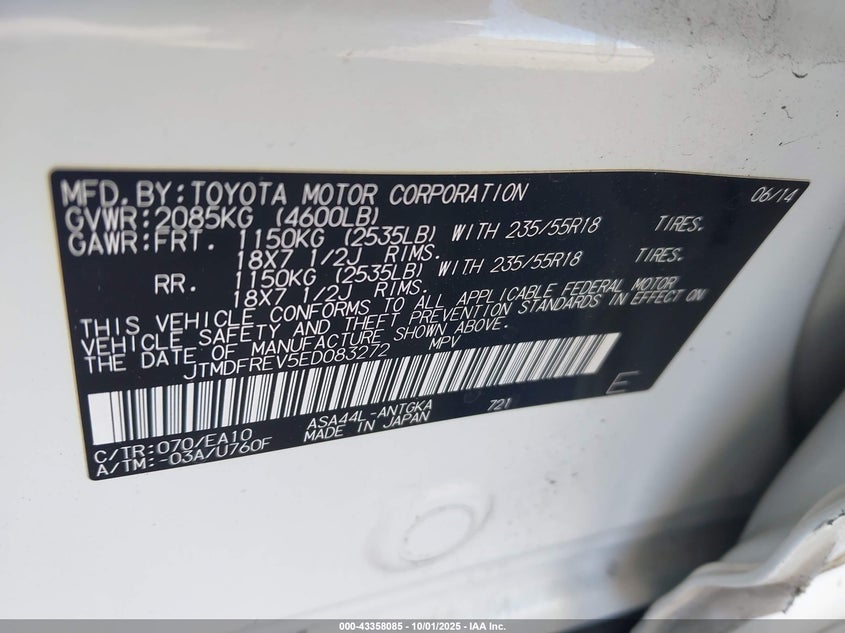 MFD. BY: TOYOTA MOTOR CORPORATION 06/14
GVWR: 2085KG (4600LB)
GAWR: FRT. 1150KG (2535LB) WITH 235/55R18 TIRES.
18X7 1/2J RIMS.
RR. 1150KG (2535LB) WITH 235/55R18 TIRES.
18X7 1/2J RIMS.
THIS VEHICLE CONFORMS TO ALL APPLICABLE FEDERAL MOTOR
VEHICLE SAFETY AND THEFT PREVENTION STANDARDS IN EFFECT ON
THE DATE OF MANUFACTURE SHOWN ABOVE.
JTMDFREV5ED083272 MPV
E
C/TR: 070/EA10 ASA44L-ANTGKA 721
A/TM: -03A/U760F MADE IN JAPAN
000-43358085 - 10/01/2025 - IAA Inc.